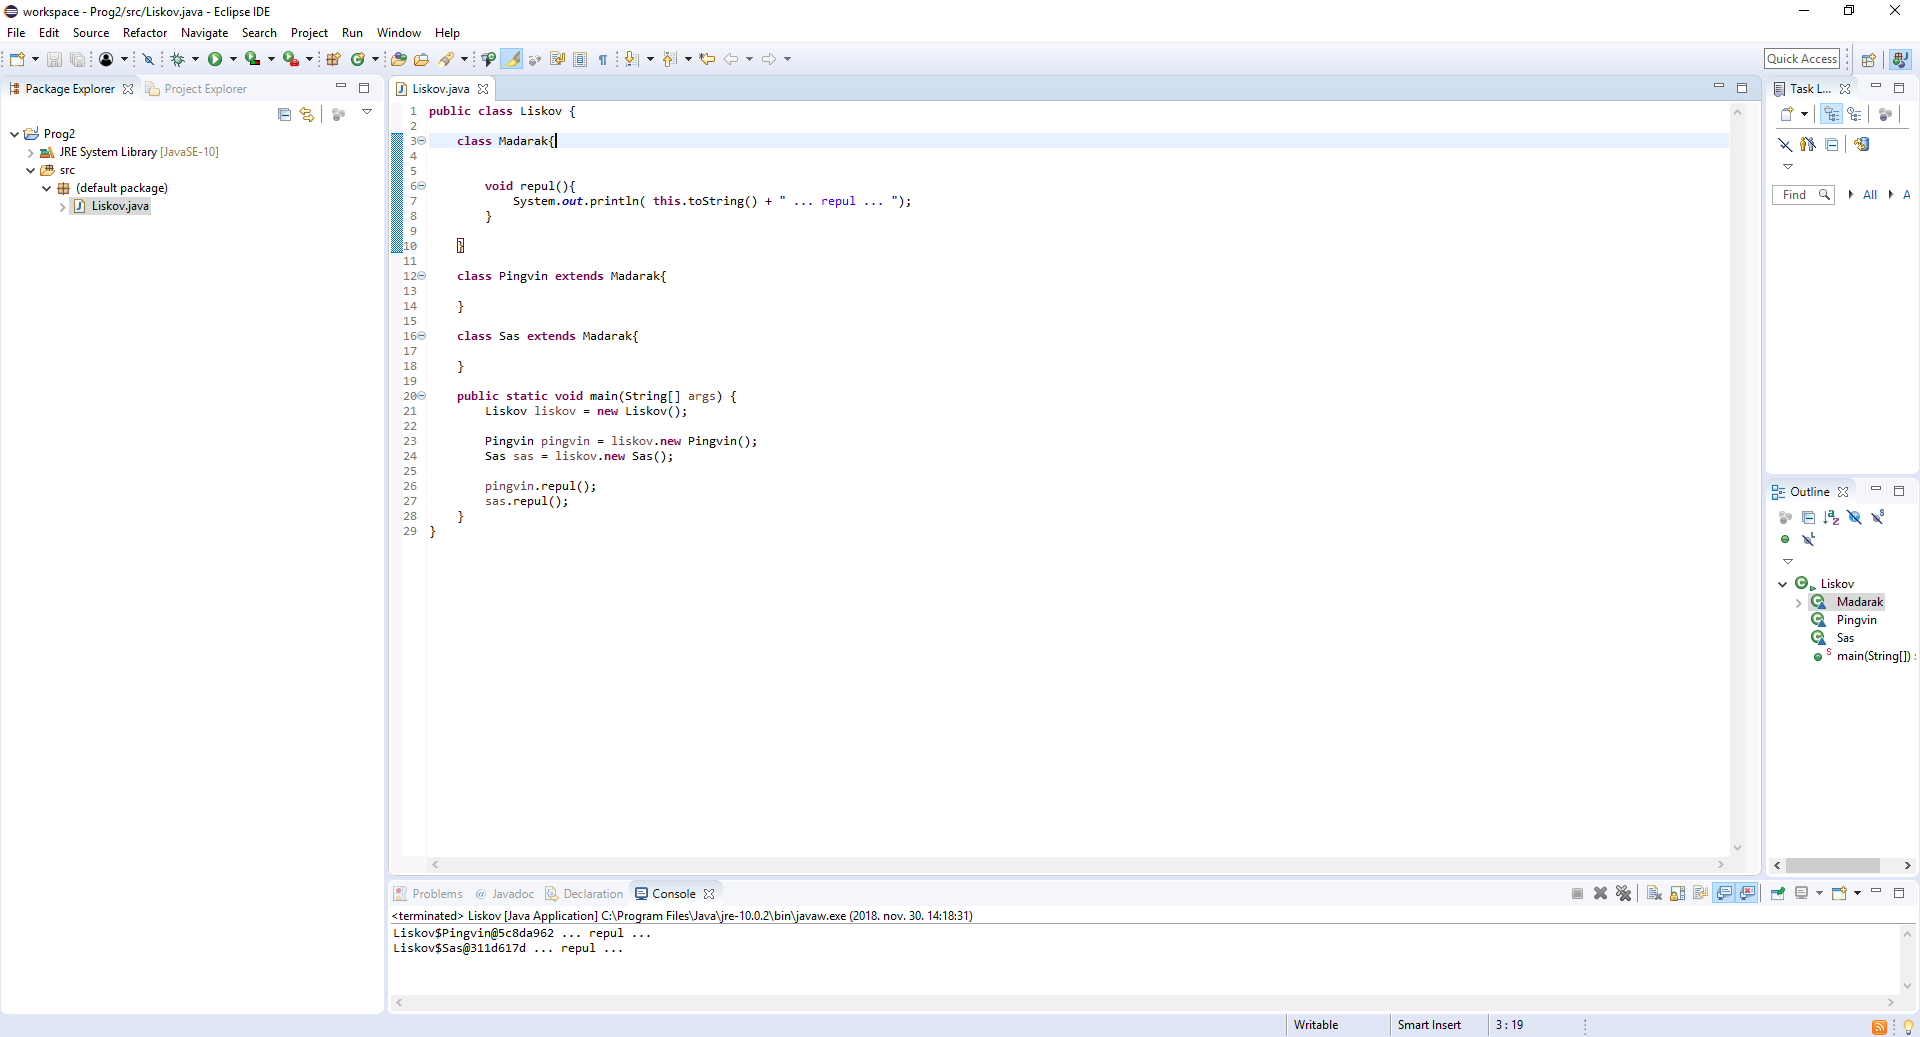 workspace - Prog2/src/Liskov.java - Eclipse IDE
File Edit Source Refactor Navigate Search Project Run Window Help
Quick Access
Package Explorer Project Explorer
Prog2
JRE System Library [JavaSE-10]
src
(default package)
Liskov.java
Liskov.java
1 public class Liskov {
2
3 class Madarak{
4
5
6 void repul(){
7 System.out.println( this.toString() + " ... repul ... ");
8 }
9
10 }
11
12 class Pingvin extends Madarak{
13
14 }
15
16 class Sas extends Madarak{
17
18 }
19
20 public static void main(String[] args) {
21 Liskov liskov = new Liskov();
22
23 Pingvin pingvin = liskov.new Pingvin();
24 Sas sas = liskov.new Sas();
25
26 pingvin.repul();
27 sas.repul();
28 }
29 }
Task L...
Find All A
Outline
Liskov
Madarak
Pingvin
Sas
main(String[]) :
Problems Javadoc Declaration Console
<terminated> Liskov [Java Application] C:\Program Files\Java\jre-10.0.2\bin\javaw.exe (2018. nov. 30. 14:18:31)
Liskov$Pingvin@5c8da962 ... repul ...
Liskov$Sas@311d617d ... repul ...
Writable Smart Insert 3 : 19